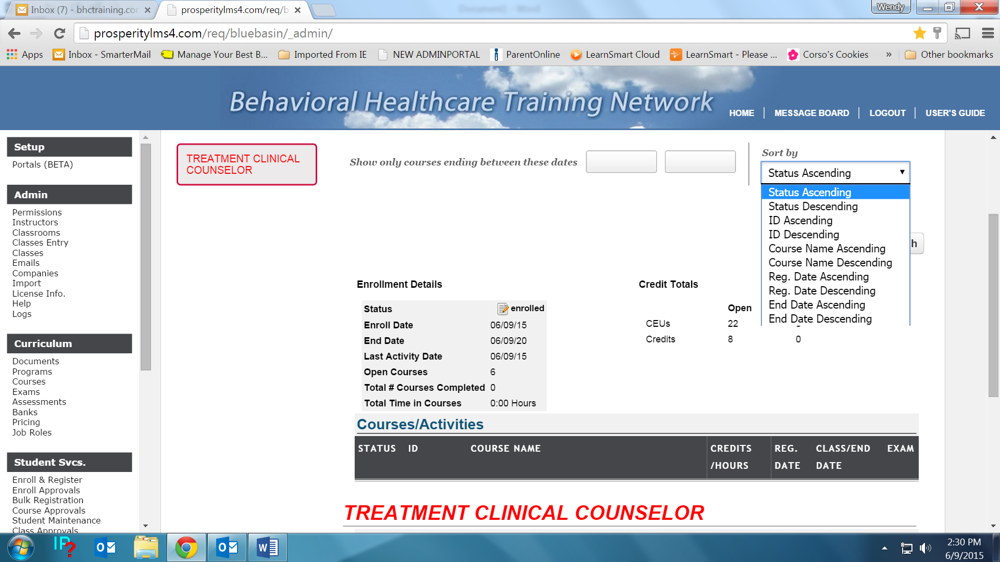 Inbox (7) - bhctraining.cor
prosperitylms4.com/req/b
Wendy
prosperitylms4.com/req/bluebasin/_admin/
Apps
Inbox - SmarterMail
Manage Your Best B...
Imported From IE
NEW ADMINPORTAL
ParentOnline
LearnSmart Cloud
LearnSmart - Please ...
Corso's Cookies
»
Other bookmarks
Behavioral Healthcare Training Network
HOME | MESSAGE BOARD | LOGOUT | USER'S GUIDE
Setup
Portals (BETA)
Admin
Permissions
Instructors
Classrooms
Classes Entry
Classes
Emails
Companies
Import
License Info.
Help
Logs
Curriculum
Documents
Programs
Courses
Exams
Assessments
Banks
Pricing
Job Roles
Student Svcs.
Enroll & Register
Enroll Approvals
Bulk Registration
Course Approvals
Student Maintenance
Class Approvals
TREATMENT CLINICAL
COUNSELOR
Show only courses ending between these dates
Sort by
Status Ascending
Status Ascending
Status Descending
ID Ascending
ID Descending
Course Name Ascending
Course Name Descending
Reg. Date Ascending
Reg. Date Descending
End Date Ascending
End Date Descending
h
Enrollment Details
Status enrolled
Enroll Date 06/09/15
End Date 06/09/20
Last Activity Date 06/09/15
Open Courses 6
Total # Courses Completed 0
Total Time in Courses 0:00 Hours
Credit Totals
Open
CEUs 22
Credits 8 0
Courses/Activities
STATUS ID COURSE NAME CREDITS /HOURS REG. DATE CLASS/END DATE EXAM
TREATMENT CLINICAL COUNSELOR
IP?
2:30 PM
6/9/2015